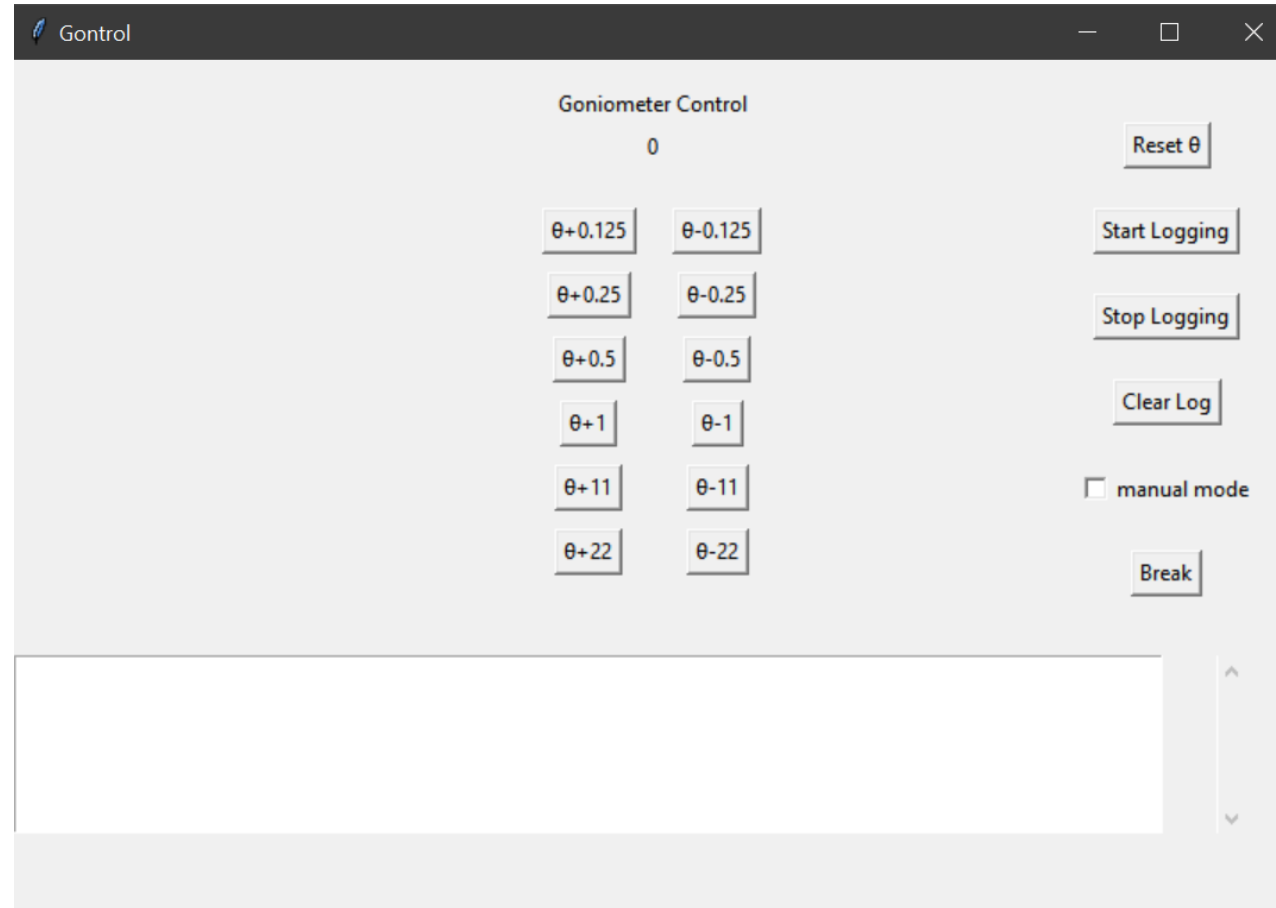 Gontrol
Goniometer Control
0
Reset θ
θ+0.125 θ-0.125
Start Logging
θ+0.25 θ-0.25
Stop Logging
θ+0.5 θ-0.5
Clear Log
θ+1 θ-1
θ+11 θ-11
manual mode
θ+22 θ-22
Break